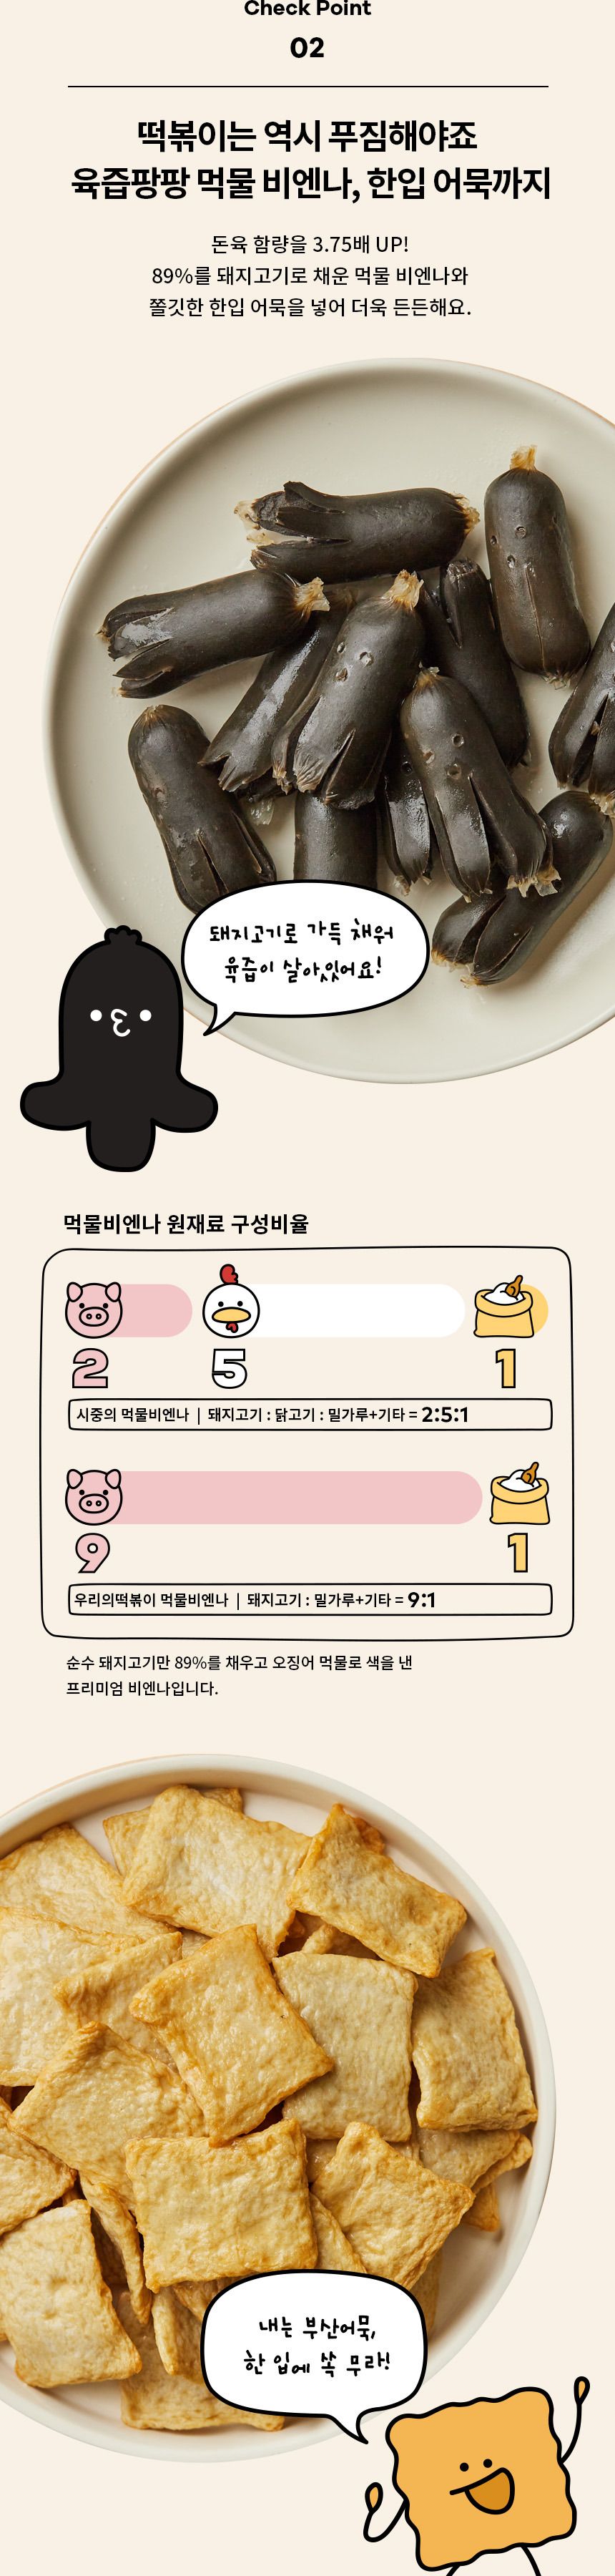 Check Point
02
떡볶이는 역시 푸짐해야죠
육즙팡팡 먹물 비엔나, 한입 어묵까지
돈육 함량을 3.75배 UP!
89%를 돼지고기로 채운 먹물 비엔나와
쫄깃한 한입 어묵을 넣어 더욱 든든해요.
돼지고기로 가득 채워
육즙이 살아있어요!
먹물비엔나 원재료 구성비율
2 5 1
시중의 먹물비엔나 | 돼지고기 : 닭고기 : 밀가루+기타 = 2:5:1
9 1
우리의떡볶이 먹물비엔나 | 돼지고기 : 밀가루+기타 = 9:1
순수 돼지고기만 89%를 채우고 오징어 먹물로 색을 낸
프리미엄 비엔나입니다.
내는 부산어묵,
한 입에 쏙 무라!